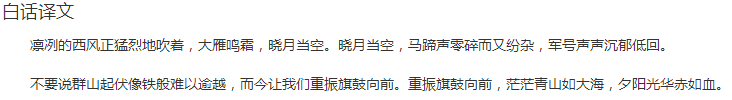 白话译文
凛冽的西风正猛烈地吹着，大雁鸣霜，晓月当空。晓月当空，马蹄声零碎而又纷杂，军号声声沉郁低回。
不要说群山起伏像铁般难以逾越，而今让我们重振旗鼓向前。重振旗鼓向前，茫茫青山如大海，夕阳光华赤如血。